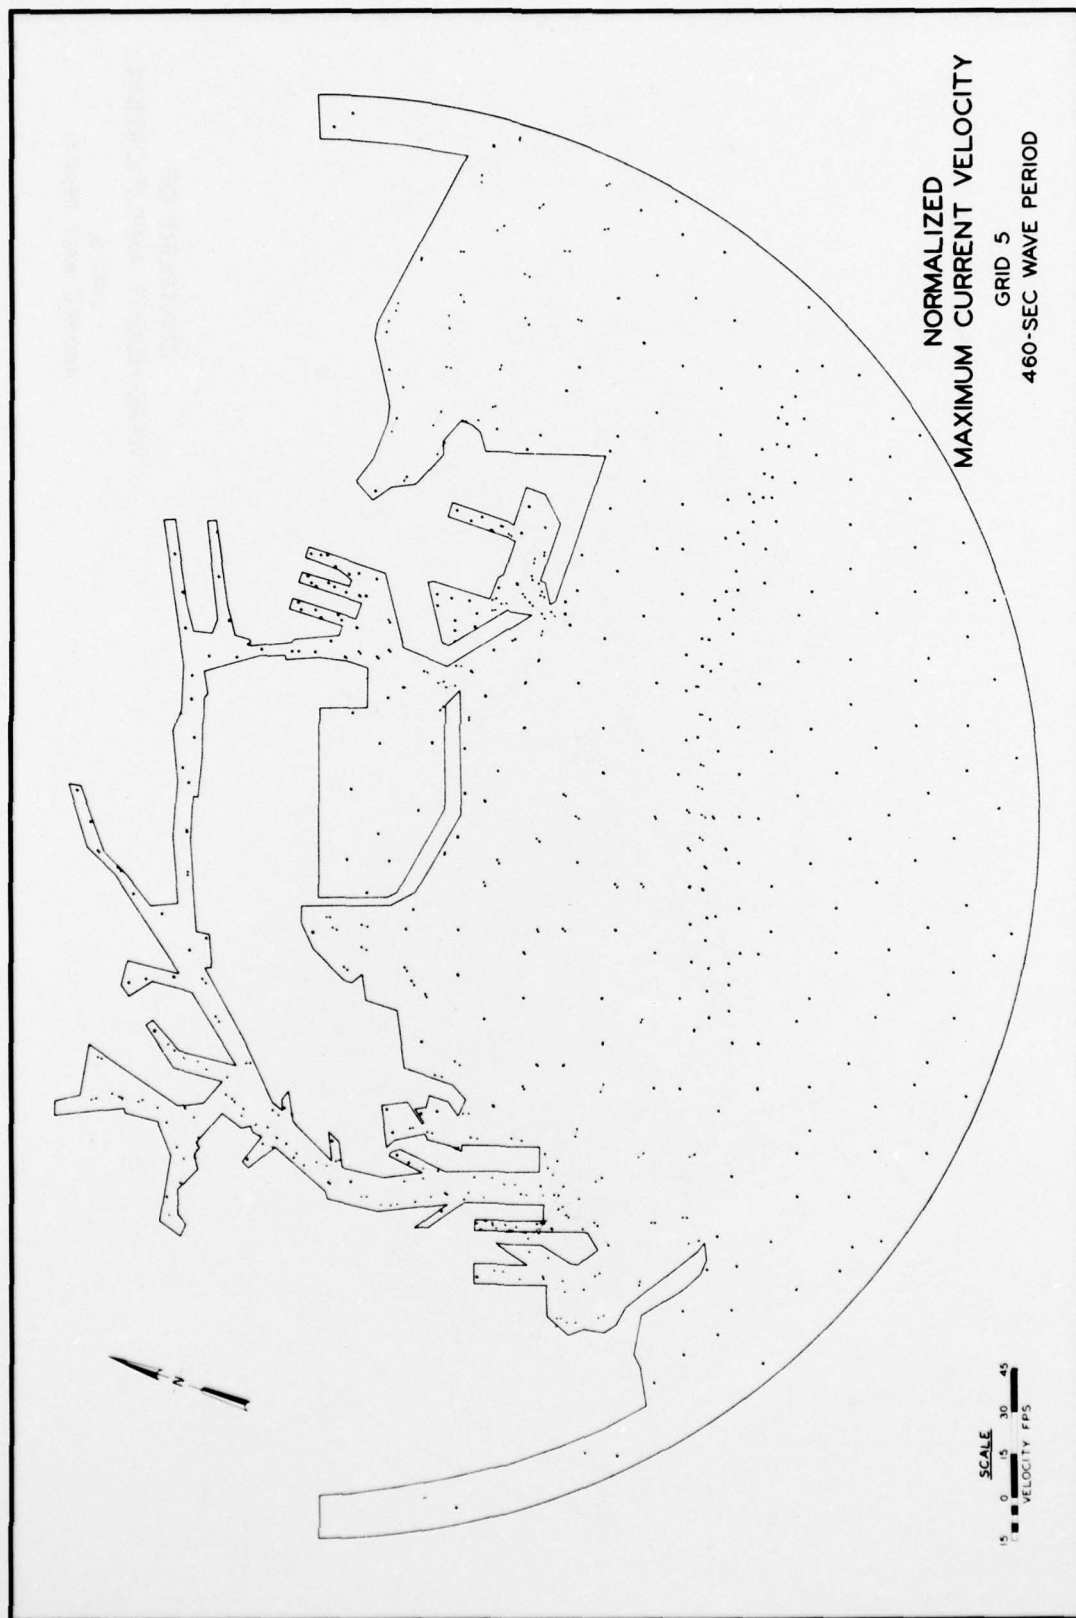 NORMALIZED
MAXIMUM CURRENT VELOCITY
GRID 5
460-SEC WAVE PERIOD
N
SCALE
15 0 15 30 45
VELOCITY FPS